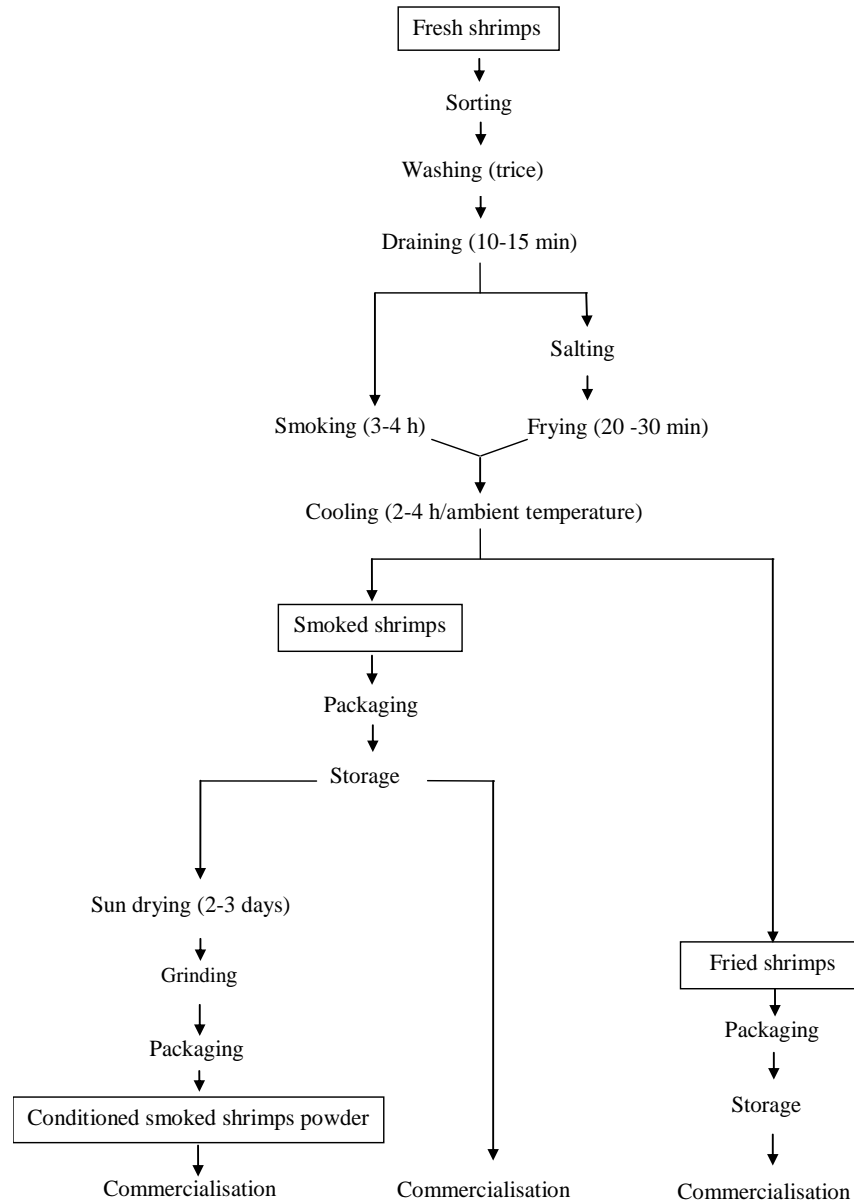 Fresh shrimps
Sorting
Washing (trice)
Draining (10-15 min)
Salting
Smoking (3-4 h)
Frying (20 -30 min)
Cooling (2-4 h/ambient temperature)
Smoked shrimps
Packaging
Storage
Sun drying (2-3 days)
Grinding
Packaging
Conditioned smoked shrimps powder
Commercialisation
Commercialisation
Fried shrimps
Packaging
Storage
Commercialisation